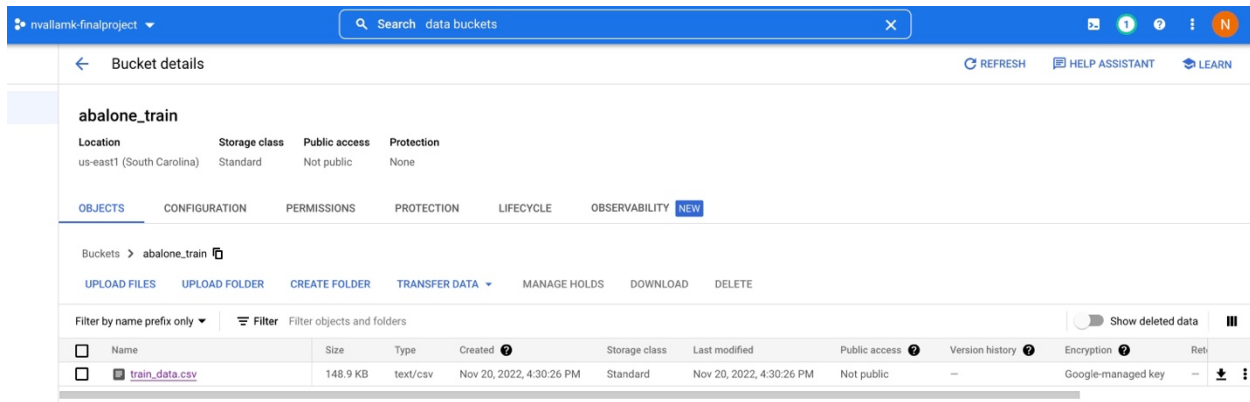 nvallamk-finalproject Search data buckets 1 N
Bucket details REFRESH HELP ASSISTANT LEARN
abalone_train
Location Storage class Public access Protection
us-east1 (South Carolina) Standard Not public None
OBJECTS CONFIGURATION PERMISSIONS PROTECTION LIFECYCLE OBSERVABILITY NEW
Buckets > abalone_train
UPLOAD FILES UPLOAD FOLDER CREATE FOLDER TRANSFER DATA MANAGE HOLDS DOWNLOAD DELETE
Filter by name prefix only Filter Filter objects and folders Show deleted data
Name Size Type Created Storage class Last modified Public access Version history Encryption Ret
train_data.csv 148.9 KB text/csv Nov 20, 2022, 4:30:26 PM Standard Nov 20, 2022, 4:30:26 PM Not public — Google-managed key —